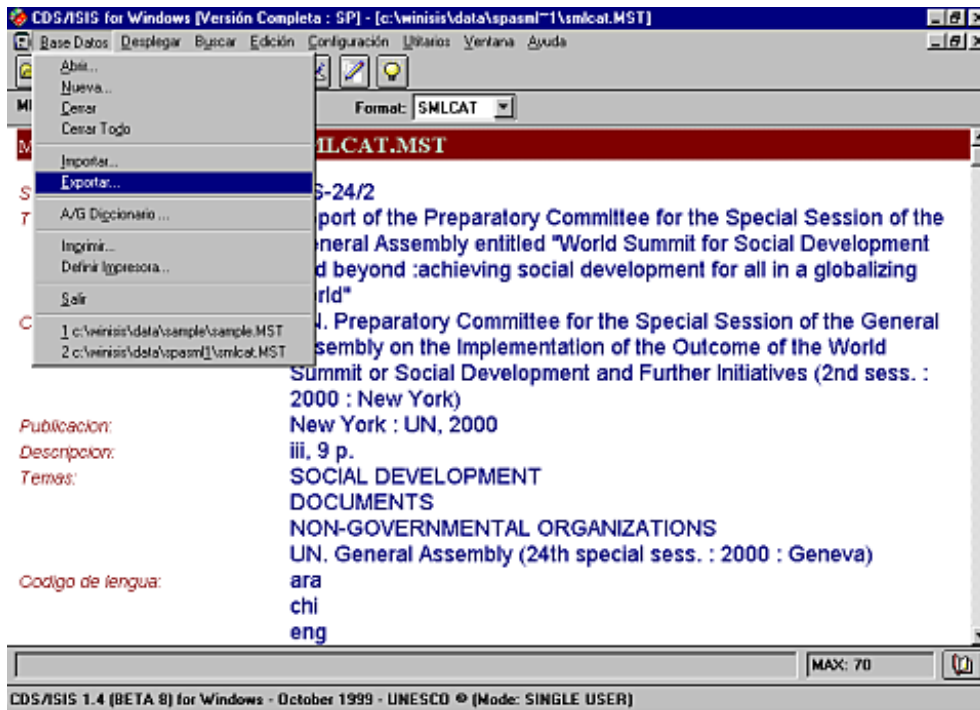 CDS/ISIS for Windows [Versión Completa : SP] - [c:\winisis\data\spasml~1\smlcat.MST]
Base Datos Desplegar Buscar Edición Configuración Utilitarios Ventana Ayuda
Abrir...
Nueva...
Cerrar
Cerrar Todo
Importar...
Exportar...
A/G Diccionario ...
Imprimir...
Definir Impresora...
Salir
1 c:\winisis\data\sample\sample.MST
2 c:\winisis\data\spasml1\smlcat.MST
Format: SMLCAT
MLCAT.MST
S-24/2
port of the Preparatory Committee for the Special Session of the
neral Assembly entitled "World Summit for Social Development
d beyond :achieving social development for all in a globalizing
rld"
. Preparatory Committee for the Special Session of the General
sembly on the Implementation of the Outcome of the World
Summit or Social Development and Further Initiatives (2nd sess. :
2000 : New York)
Publicacion: New York : UN, 2000
Descripcion: iii, 9 p.
Temas: SOCIAL DEVELOPMENT
DOCUMENTS
NON-GOVERNMENTAL ORGANIZATIONS
UN. General Assembly (24th special sess. : 2000 : Geneva)
Codigo de lengua: ara
chi
eng
MAX: 70
CDS/ISIS 1.4 (BETA 8) for Windows - October 1999 - UNESCO © (Mode: SINGLE USER)